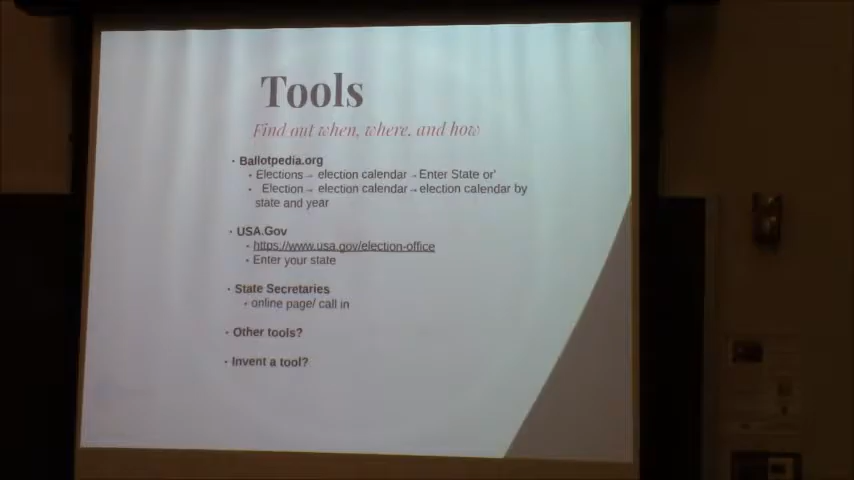 Tools
Find out when, where. and how
· Ballotpedia.org
· Elections→ election calendar →Enter State or'
· Election→ election calendar→election calendar by
state and year
· USA.Gov
· https://www.usa.gov/election-office
· Enter your state
· State Secretaries
· online page/ call in
· Other tools?
· Invent a tool?